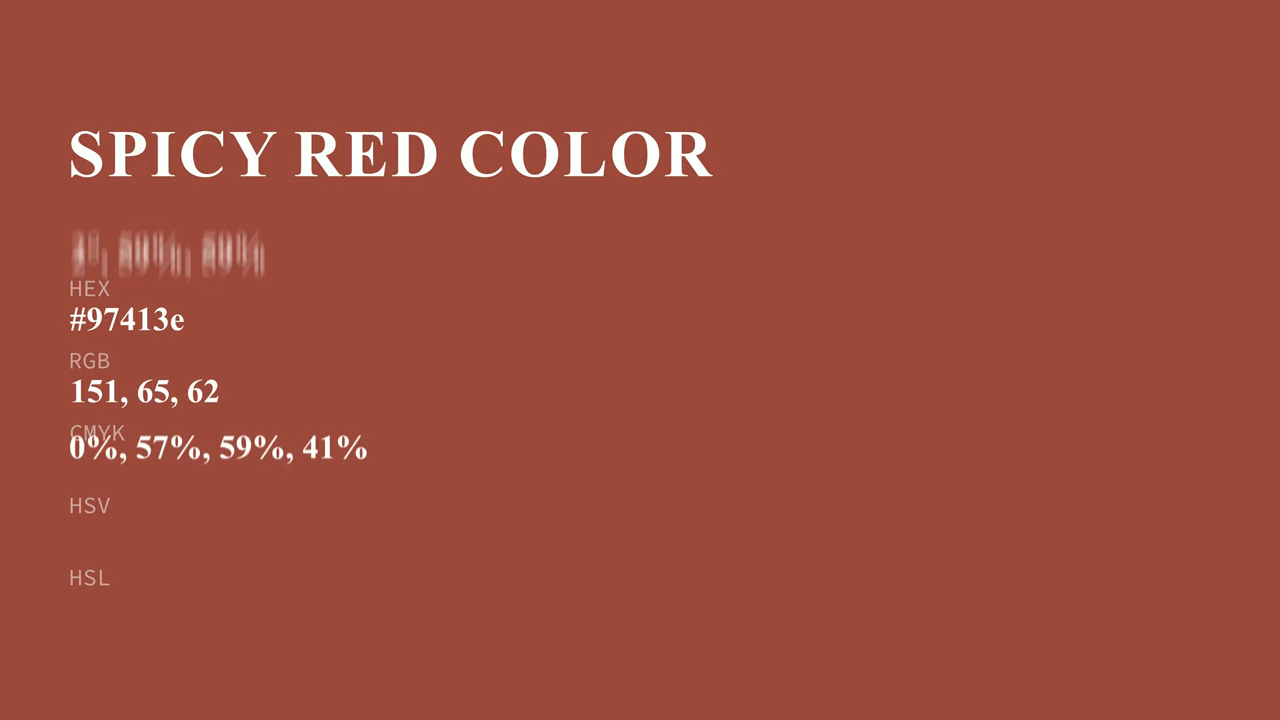 SPICY RED COLOR
HEX
#97413e
RGB
151, 65, 62
CMYK
0%, 57%, 59%, 41%
HSV
HSL